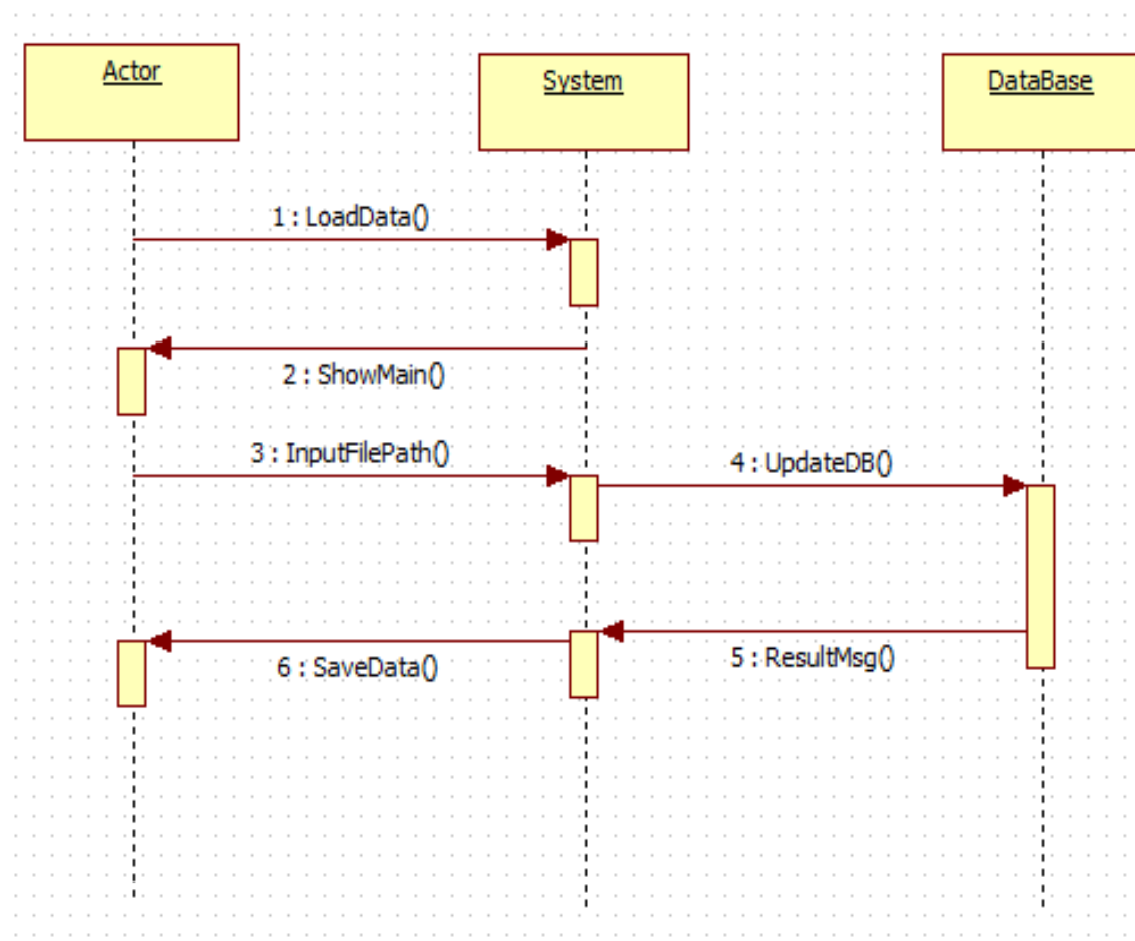 Actor
System
DataBase
1 : LoadData()
2 : ShowMain()
3 : InputFilePath()
4 : UpdateDB()
5 : ResultMsg()
6 : SaveData()